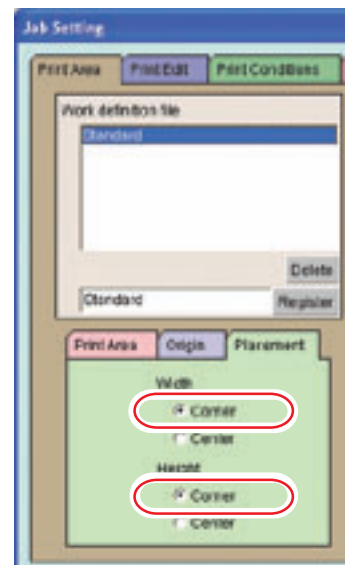 Job Setting
Print Area Print Edit Print Conditions
Work definition file
Standard
Delete
Standard Register
Print Area Origin Placement
Width
Corner
Center
Height
Corner
Center